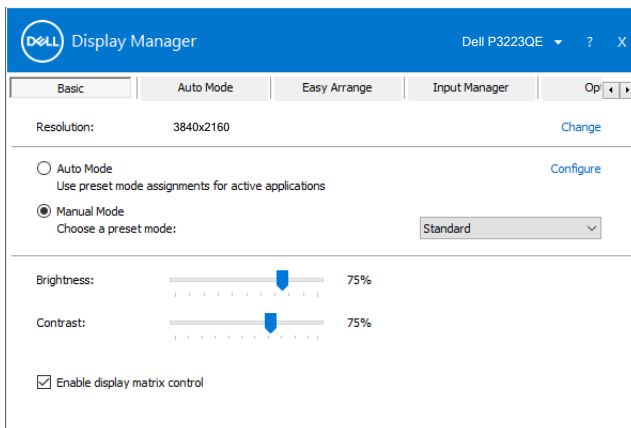 DELL Display Manager
Dell P3223QE ? X
Basic Auto Mode Easy Arrange Input Manager
Resolution: 3840x2160 Change
Auto Mode Configure
Use preset mode assignments for active applications
Manual Mode
Choose a preset mode: Standard
Brightness: 75%
Contrast: 75%
Enable display matrix control